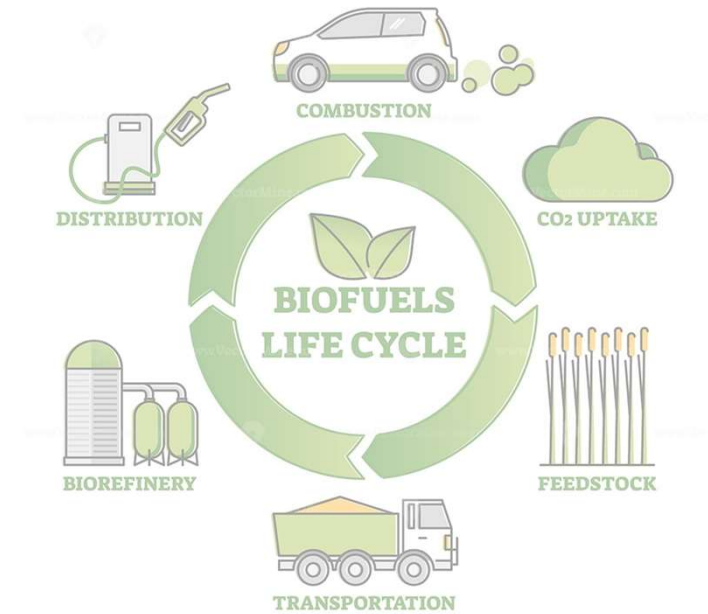 COMBUSTION
DISTRIBUTION
CO2 UPTAKE
BIOFUELS
LIFE CYCLE
BIOREFINERY
FEEDSTOCK
TRANSPORTATION